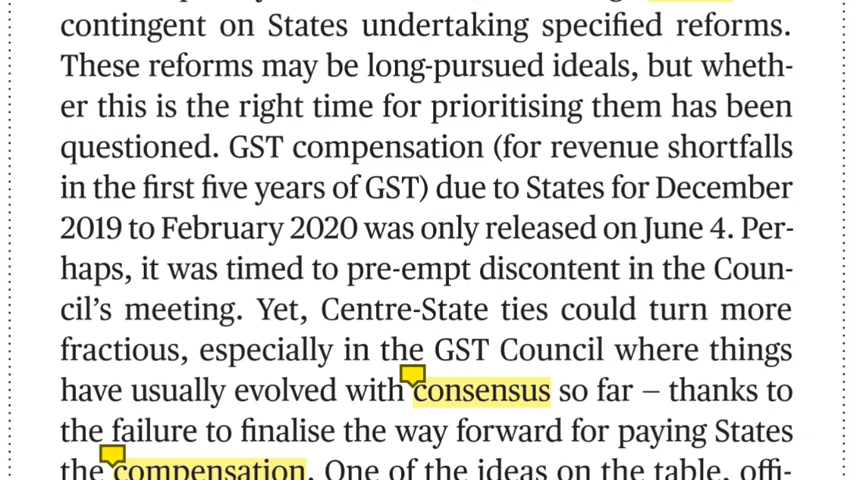 contingent on States undertaking specified reforms.
These reforms may be long-pursued ideals, but wheth-
er this is the right time for prioritising them has been
questioned. GST compensation (for revenue shortfalls
in the first five years of GST) due to States for December
2019 to February 2020 was only released on June 4. Per-
haps, it was timed to pre-empt discontent in the Coun-
cil’s meeting. Yet, Centre-State ties could turn more
fractious, especially in the GST Council where things
have usually evolved with consensus so far – thanks to
the failure to finalise the way forward for paying States
the compensation. One of the ideas on the table, offi-